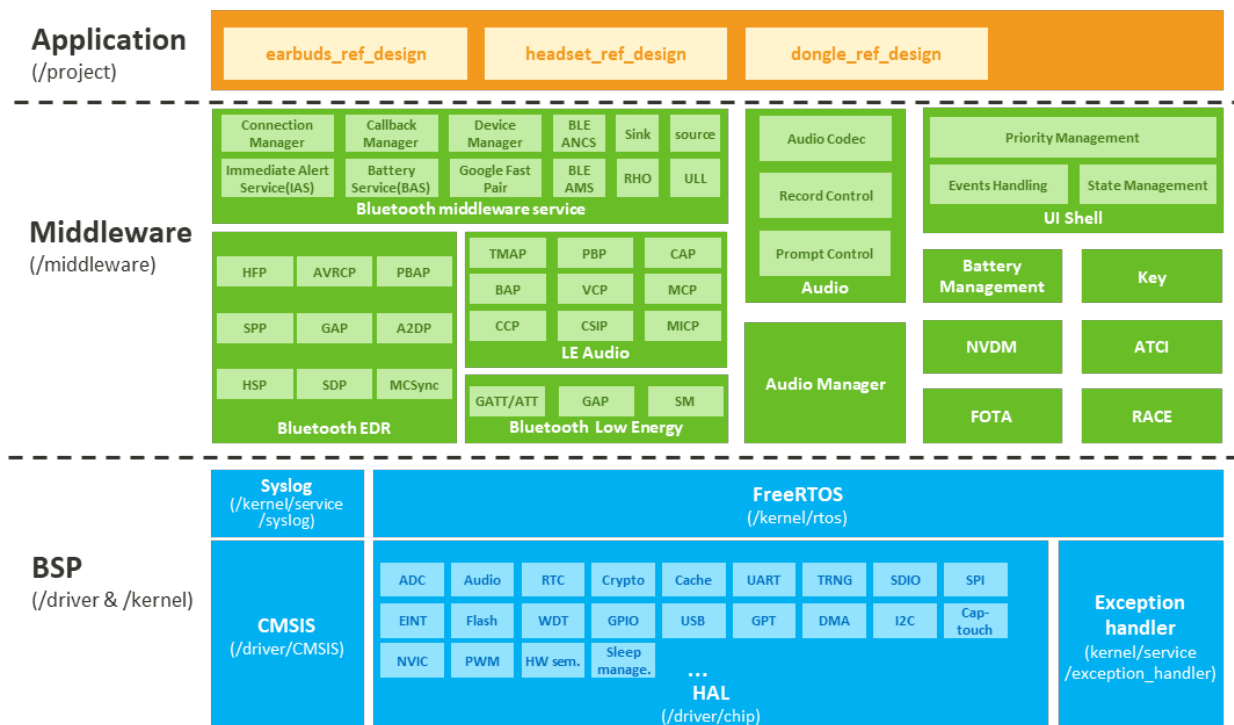 Application
(/project)
earbuds_ref_design
headset_ref_design
dongle_ref_design
Middleware
(/middleware)
Connection
Manager
Callback
Manager
Device
Manager
BLE
ANCS
Sink
source
Immediate Alert
Service(IAS)
Battery
Service(BAS)
Google Fast
Pair
BLE
AMS
RHO
ULL
Bluetooth middleware service
HFP
AVRCP
PBAP
SPP
GAP
A2DP
HSP
SDP
MCSync
Bluetooth EDR
TMAP
PBP
CAP
BAP
VCP
MCP
CCP
CSIP
MICP
LE Audio
GATT/ATT
GAP
SM
Bluetooth Low Energy
Audio Codec
Record Control
Prompt Control
Audio
Audio Manager
Priority Management
Events Handling
State Management
UI Shell
Battery
Management
Key
NVDM
ATCI
FOTA
RACE
BSP
(/driver & /kernel)
Syslog
(/kernel/service
/syslog)
FreeRTOS
(/kernel/rtos)
CMSIS
(/driver/CMSIS)
ADC
Audio
RTC
Crypto
Cache
UART
TRNG
SDIO
SPI
EINT
Flash
WDT
GPIO
USB
GPT
DMA
I2C
Cap-
touch
NVIC
PWM
HW sem.
Sleep
manage.
...
HAL
(/driver/chip)
Exception
handler
(kernel/service
/exception_handler)